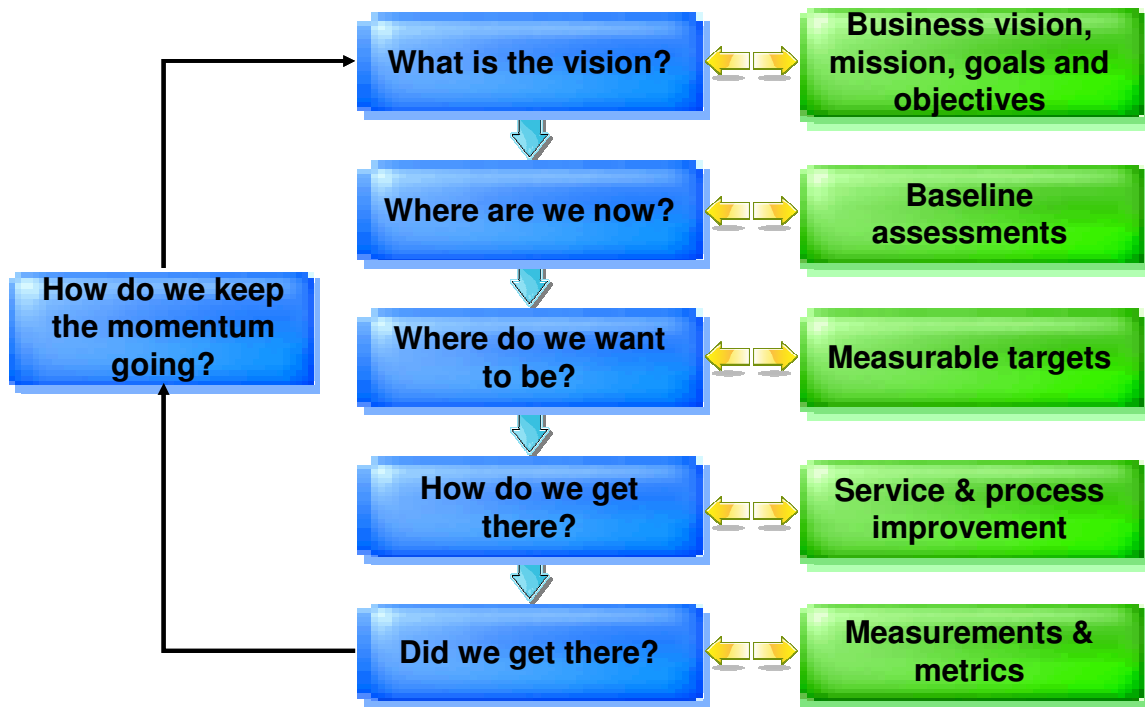 What is the vision?
Business vision,
mission, goals and
objectives
Where are we now?
Baseline
assessments
How do we keep
the momentum
going?
Where do we want
to be?
Measurable targets
How do we get
there?
Service & process
improvement
Did we get there?
Measurements &
metrics